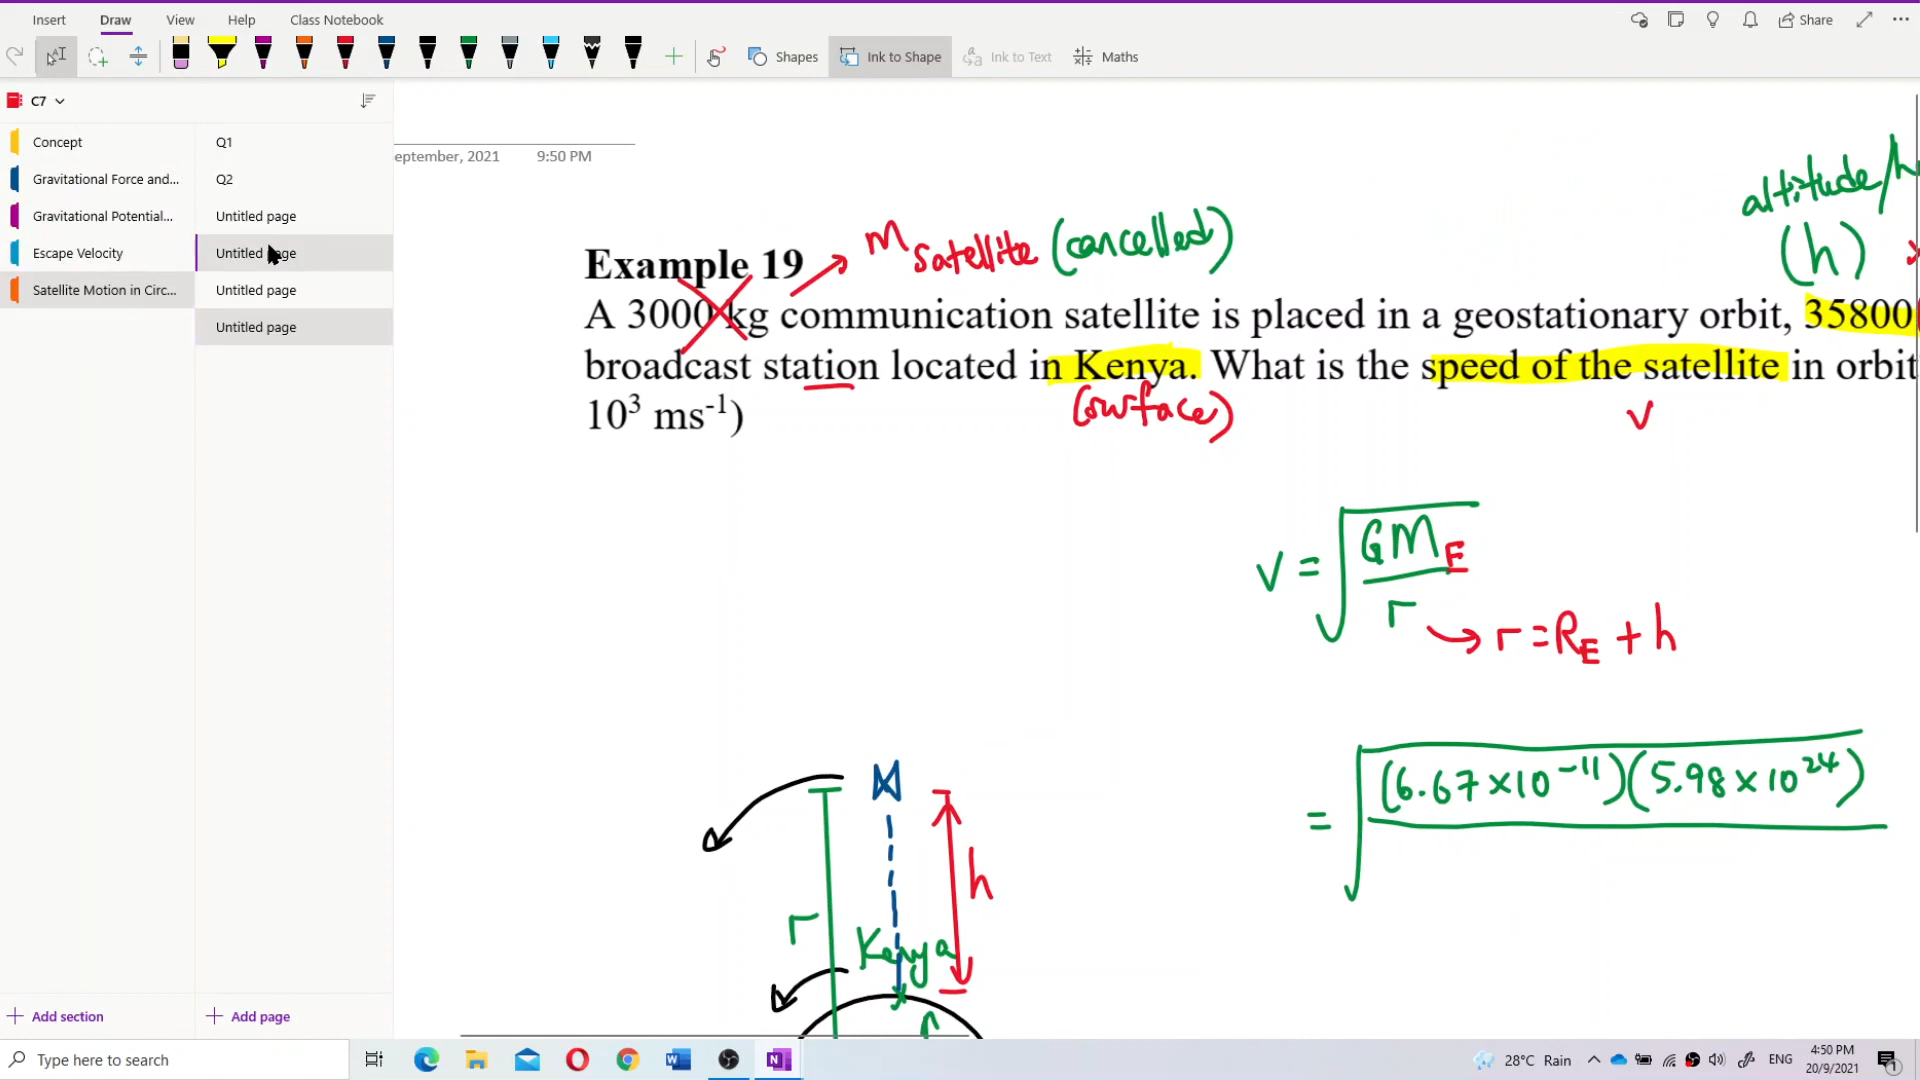 Insert Draw View Help Class Notebook
Share
Shapes Ink to Shape Ink to Text Maths
C7
Concept
Gravitational Force and...
Gravitational Potential...
Escape Velocity
Satellite Motion in Circ...
Q1
Q2
Untitled page
Untitled page
Untitled page
Untitled page
Add section
Add page
eptember, 2021 9:50 PM
altitude/h
(h)
m satellite (cancelled)
Example 19
A 3000 kg communication satellite is placed in a geostationary orbit, 35800
broadcast station located in Kenya. What is the speed of the satellite in orbit
10³ ms⁻¹)
(surface)
v
v = √(GM_E / r)
r = R_E + h
= √((6.67 × 10⁻¹¹)(5.98 × 10²⁴)
h
r
Kenya
r
Type here to search
28°C Rain
ENG
4:50 PM
20/9/2021
1